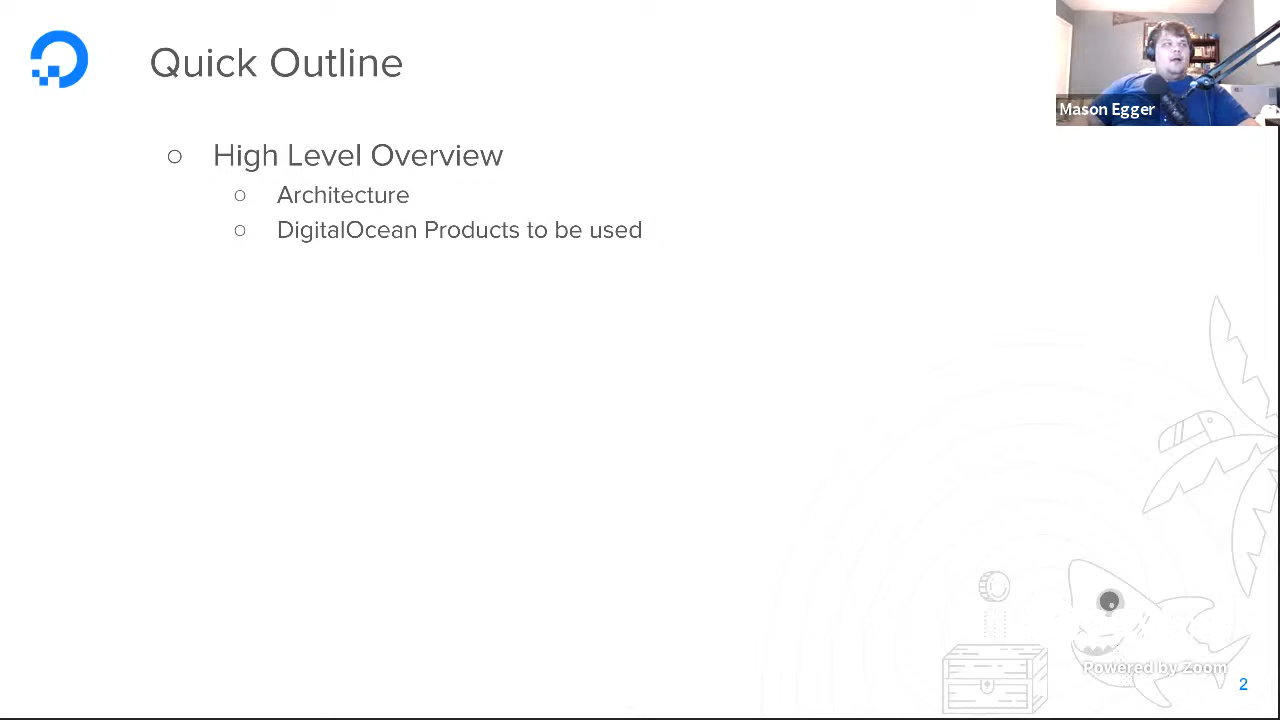 Quick Outline
Mason Egger
High Level Overview
Architecture
DigitalOcean Products to be used
Powered by Zoom
2